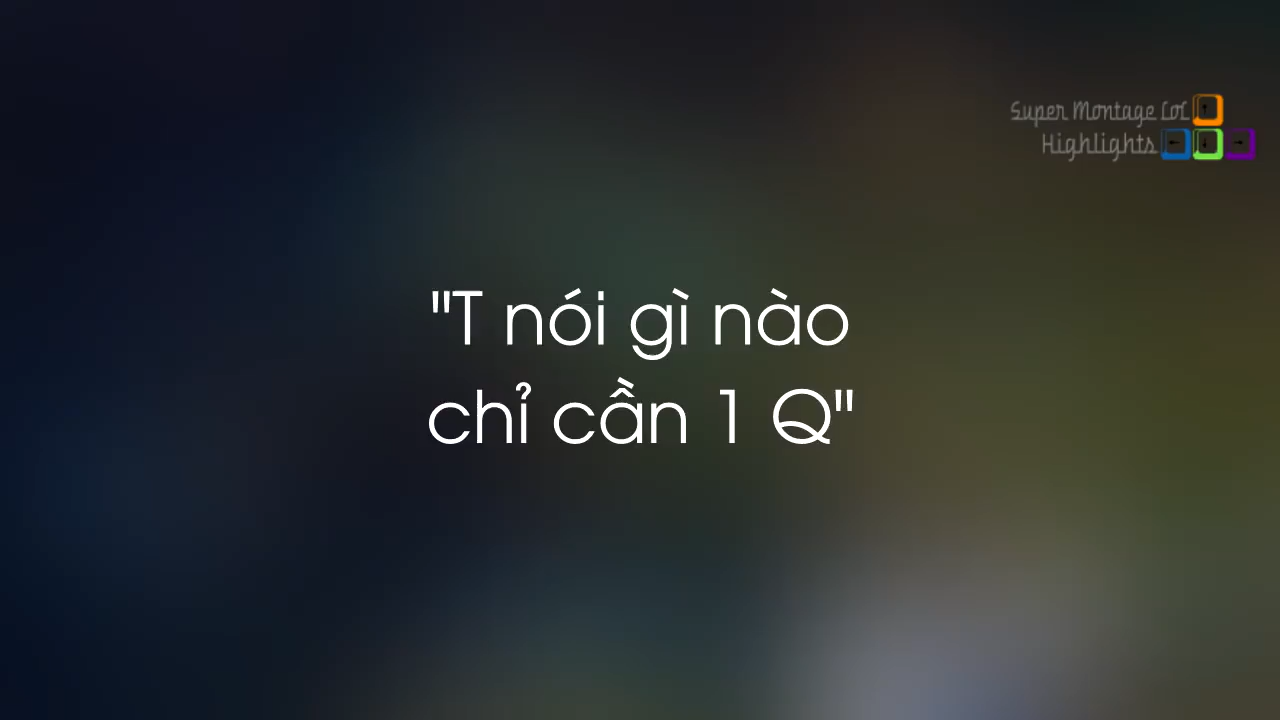 Super Montage LoL
Highlights
"T nói gì nào
chỉ cần 1 Q"